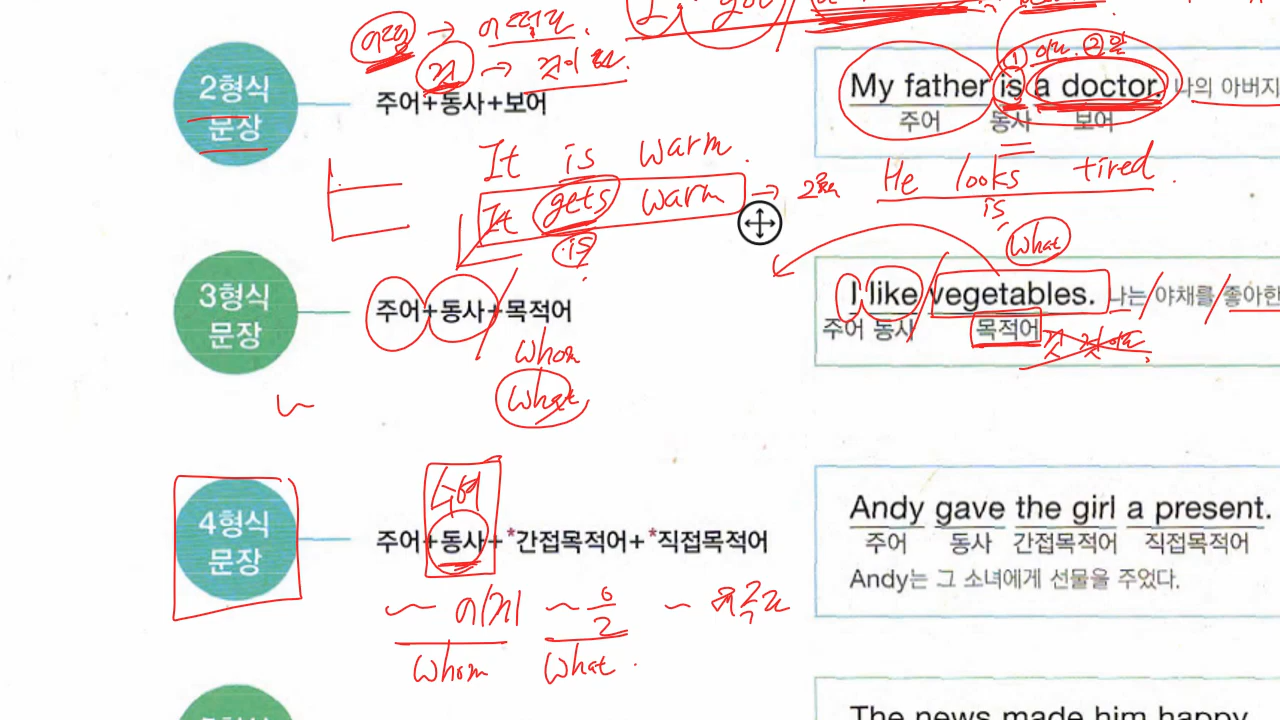 어떨 → 어떻다.
것 → 것이다.
2형식
문장
주어+동사+보어
① 이다. ②
My father is a doctor. 나의 아버지
주어 동사 보어
It is warm.
It gets warm →
is
He looks tired.
is
What
3형식
문장
주어+동사+목적어
whom
what
I like vegetables. 나는 야채를 좋아한
주어 동사 목적어
수여
4형식
문장
주어+동사+*간접목적어+*직접목적어
~ 에게 ~ 을 ~ 해주다
whom what.
Andy gave the girl a present.
주어 동사 간접목적어 직접목적어
Andy는 그 소녀에게 선물을 주었다.
The news made him happy.